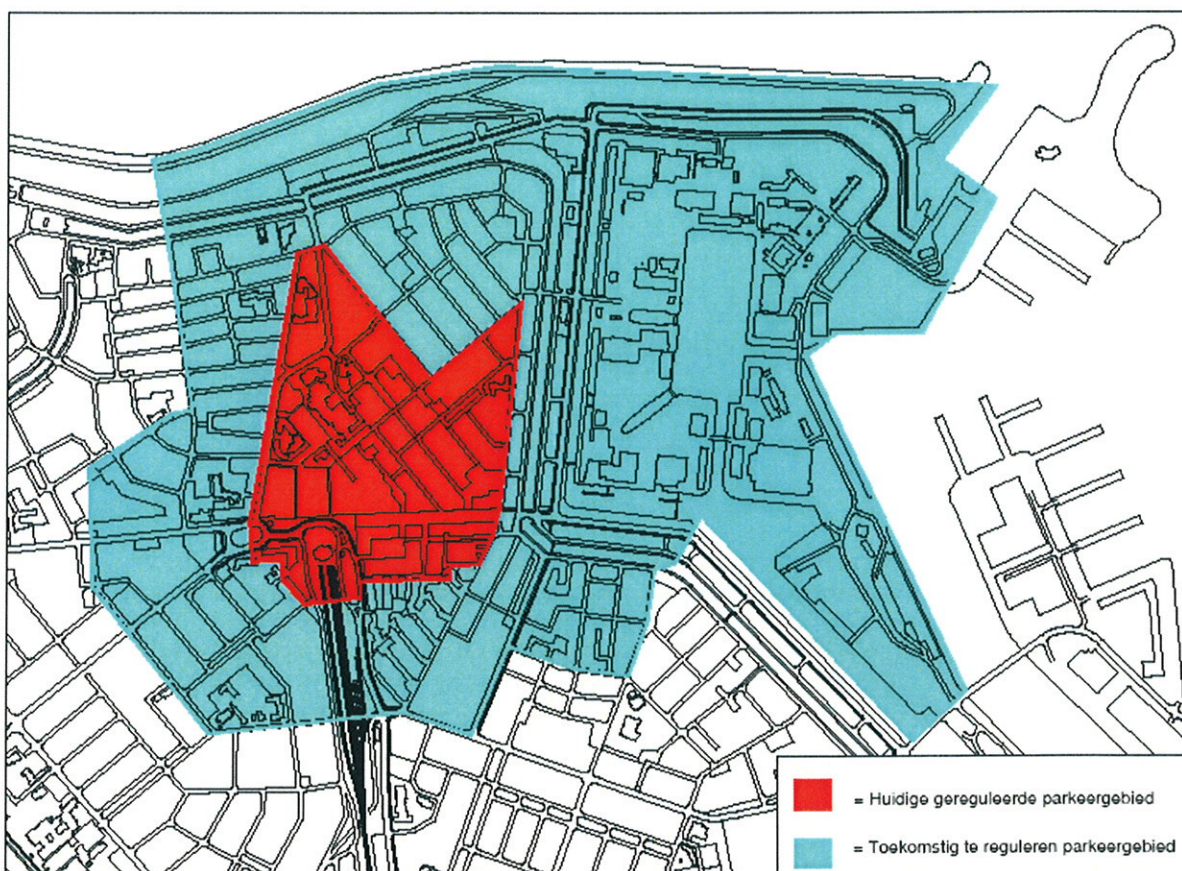 = Huidige gereguleerde parkeergebied
= Toekomstig te reguleren parkeergebied